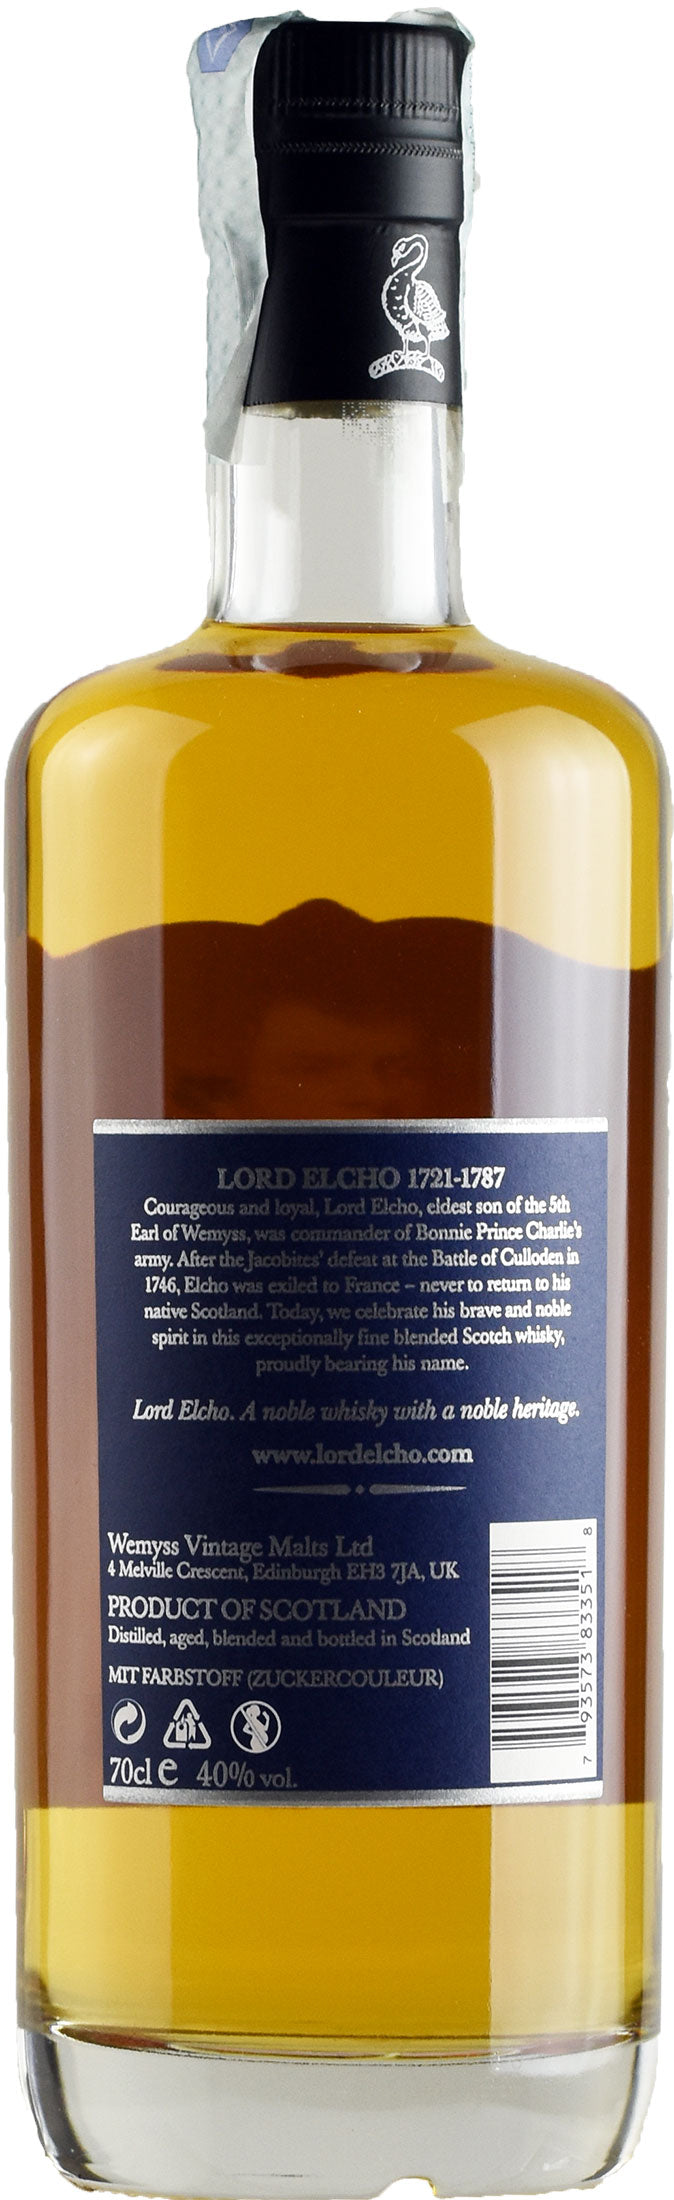 LORD ELCHO 1721-1787
Courageous and loyal, Lord Elcho, eldest son of the 5th
Earl of Wemyss, was commander of Bonnie Prince Charlie's
army. After the Jacobites' defeat at the Battle of Culloden in
1746, Elcho was exiled to France – never to return to his
native Scotland. Today, we celebrate his brave and noble
spirit in this exceptionally fine blended Scotch whisky,
proudly bearing his name.
Lord Elcho. A noble whisky with a noble heritage.
www.lordelcho.com
Wemyss Vintage Malts Ltd
4 Melville Crescent, Edinburgh EH3 7JA, UK
PRODUCT OF SCOTLAND
Distilled, aged, blended and bottled in Scotland
MIT FARBSTOFF (ZUCKERCOULEUR)
70cl e 40% vol.
7 93573 83351 8